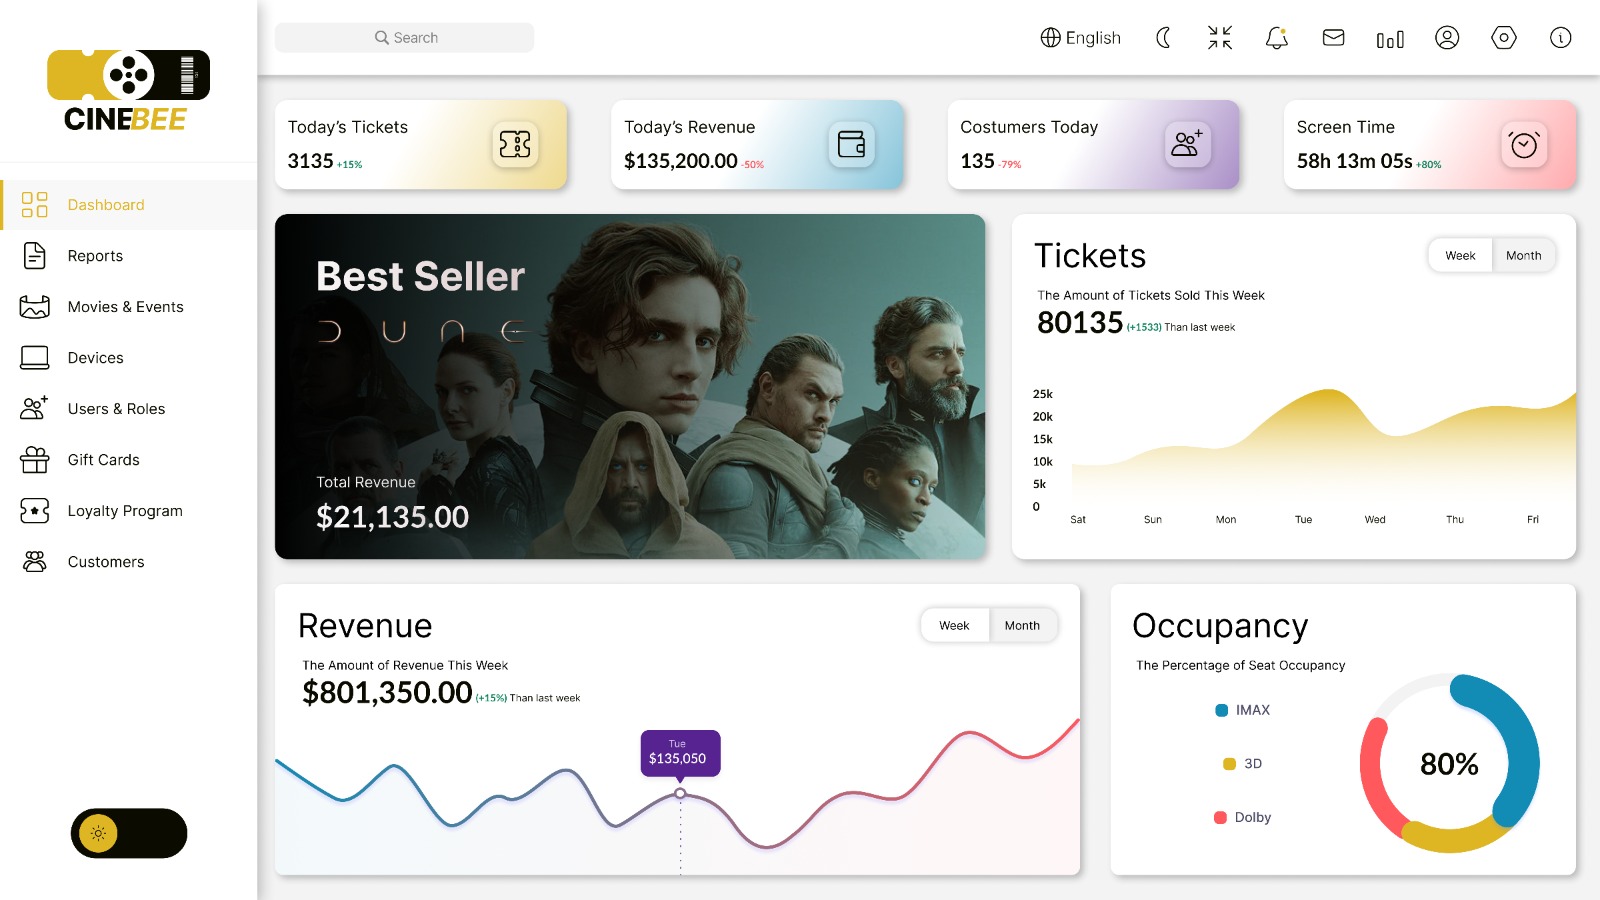 CINEBEE
Dashboard
Reports
Movies & Events
Devices
Users & Roles
Gift Cards
Loyalty Program
Customers
Search
English
Today's Tickets
3135 +15%
Today's Revenue
$135,200.00 -50%
Costumers Today
135 -79%
Screen Time
58h 13m 05s +80%
Best Seller
DUNE
Total Revenue
$21,135.00
Tickets
Week Month
The Amount of Tickets Sold This Week
80135 (+1533) Than last week
25k
20k
15k
10k
5k
0
Sat Sun Mon Tue Wed Thu Fri
Revenue
Week Month
The Amount of Revenue This Week
$801,350.00 (+15%) Than last week
Tue
$135,050
Occupancy
The Percentage of Seat Occupancy
IMAX
3D
Dolby
80%